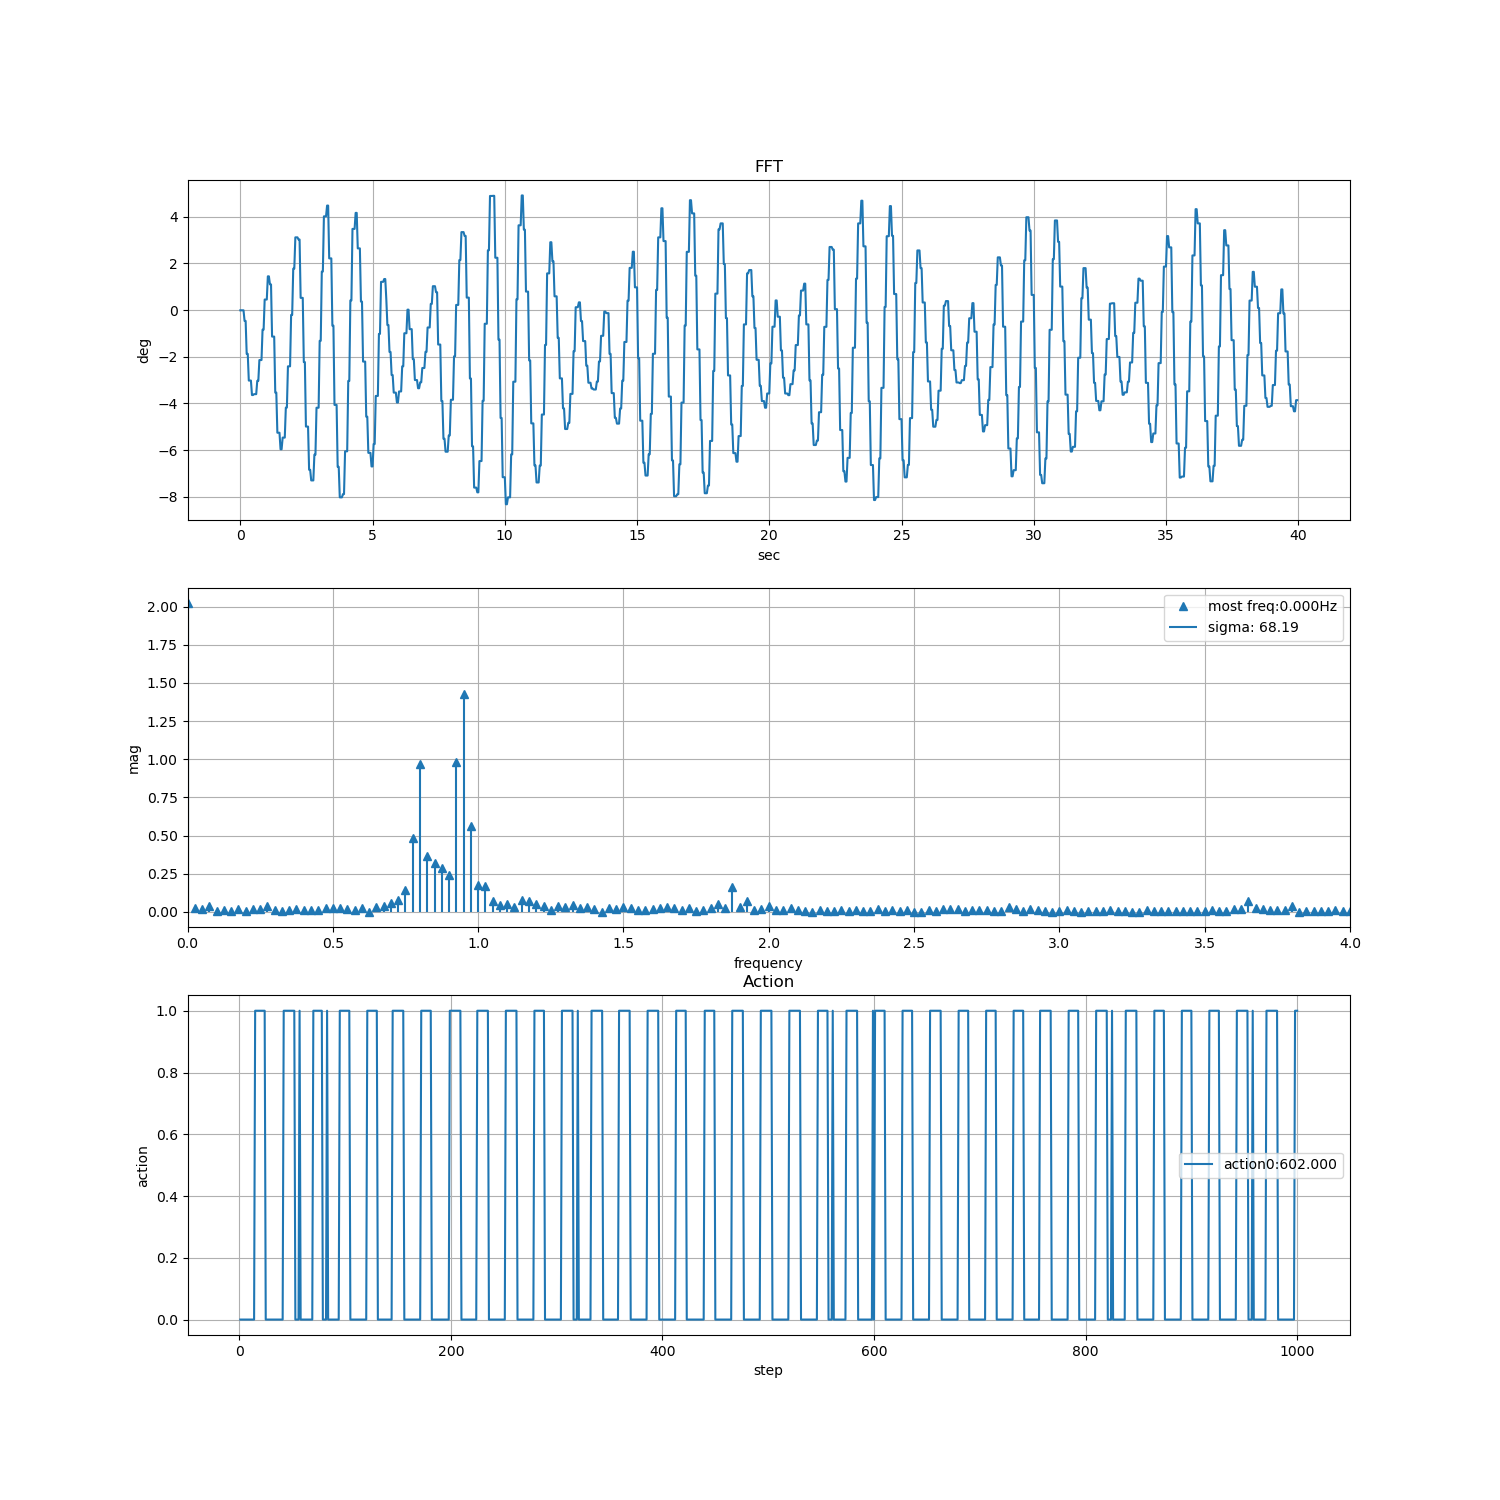 FFT
4
2
0
−2
−4
−6
−8
deg
0 5 10 15 20 25 30 35 40
sec
most freq:0.000Hz
sigma: 68.19
2.00
1.75
1.50
1.25
1.00
0.75
0.50
0.25
0.00
mag
0.0 0.5 1.0 1.5 2.0 2.5 3.0 3.5 4.0
frequency
Action
1.0
0.8
0.6
0.4
0.2
0.0
action
action0:602.000
0 200 400 600 800 1000
step